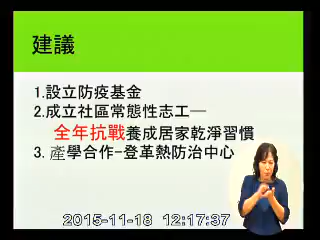 建議
1.設立防疫基金
2.成立社區常態性志工—
全年抗戰養成居家乾淨習慣
3. 產學合作-登革熱防治中心
2015-11-18 12:17:37